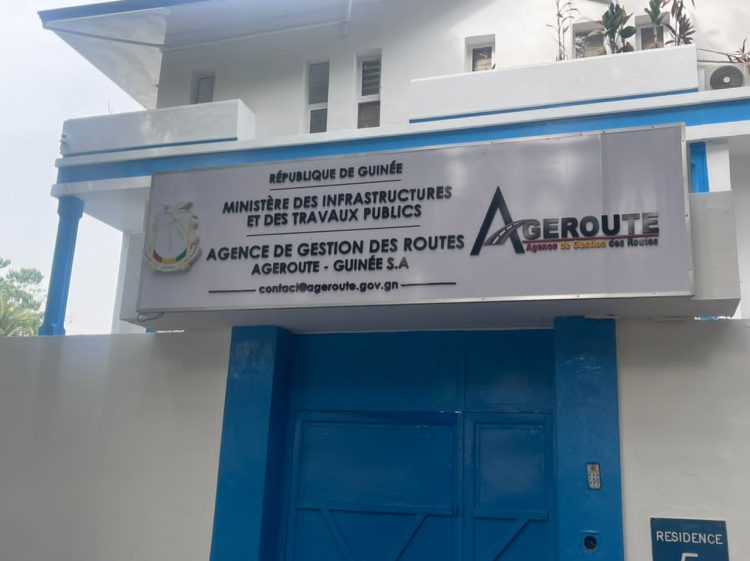 RÉPUBLIQUE DE GUINÉE
MINISTÈRE DES INFRASTRUCTURES
ET DES TRAVAUX PUBLICS
AGENCE DE GESTION DES ROUTES
AGEROUTE - GUINÉE S.A
contact@ageroute.gov.gn
AGEROUTE
Agence de Gestion des Routes
RESIDENCE